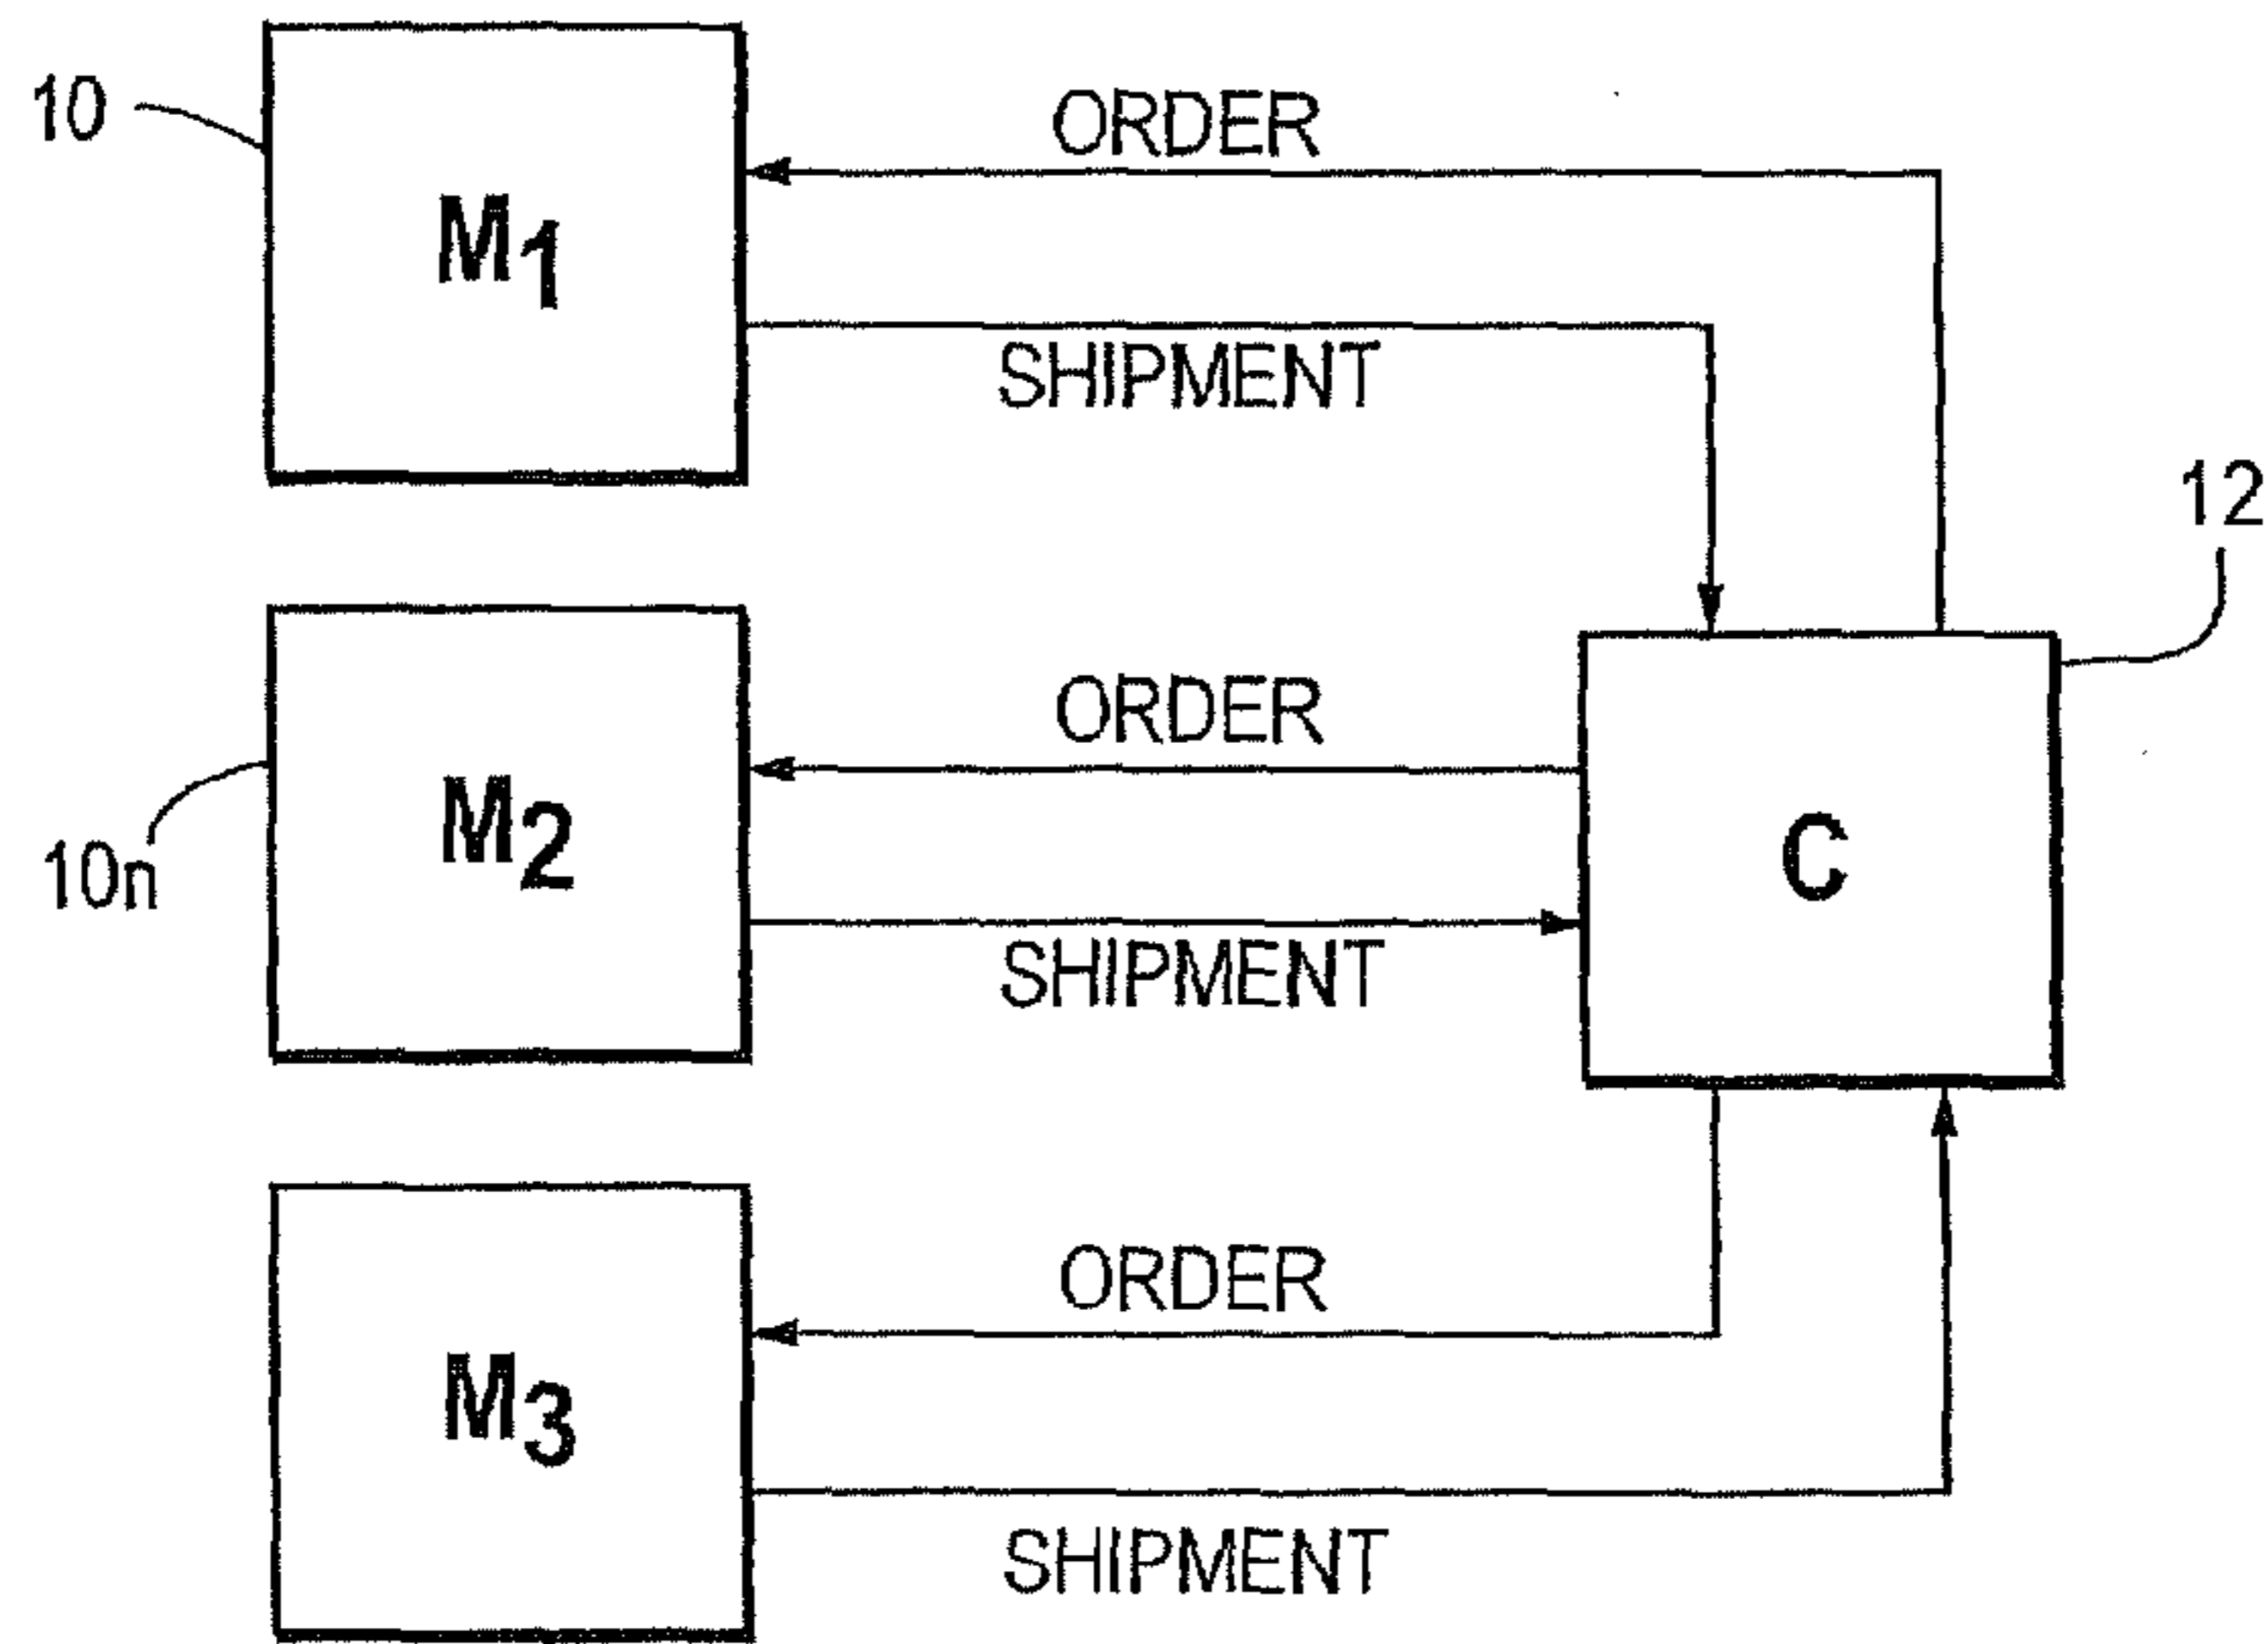 10
M1
ORDER
SHIPMENT
12
10n
M2
ORDER
SHIPMENT
C
M3
ORDER
SHIPMENT